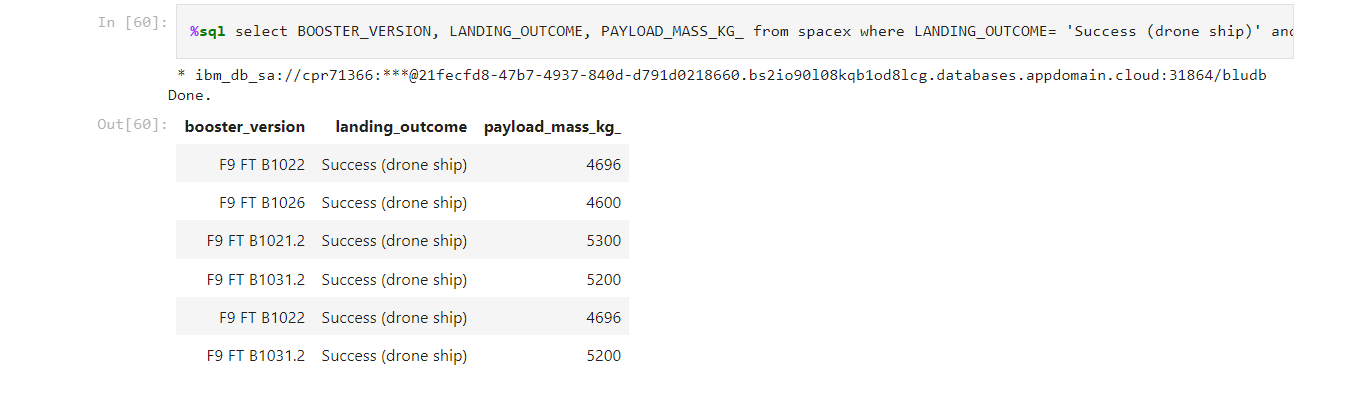 In [60]:
%sql select BOOSTER_VERSION, LANDING_OUTCOME, PAYLOAD_MASS_KG_ from spacex where LANDING_OUTCOME= 'Success (drone ship)' and
* ibm_db_sa://cpr71366:***@21fecfd8-47b7-4937-840d-d791d0218660.bs2io90l08kqb1od8lcg.databases.appdomain.cloud:31864/bludb
Done.
Out[60]:
booster_version landing_outcome payload_mass_kg_
F9 FT B1022 Success (drone ship) 4696
F9 FT B1026 Success (drone ship) 4600
F9 FT B1021.2 Success (drone ship) 5300
F9 FT B1031.2 Success (drone ship) 5200
F9 FT B1022 Success (drone ship) 4696
F9 FT B1031.2 Success (drone ship) 5200